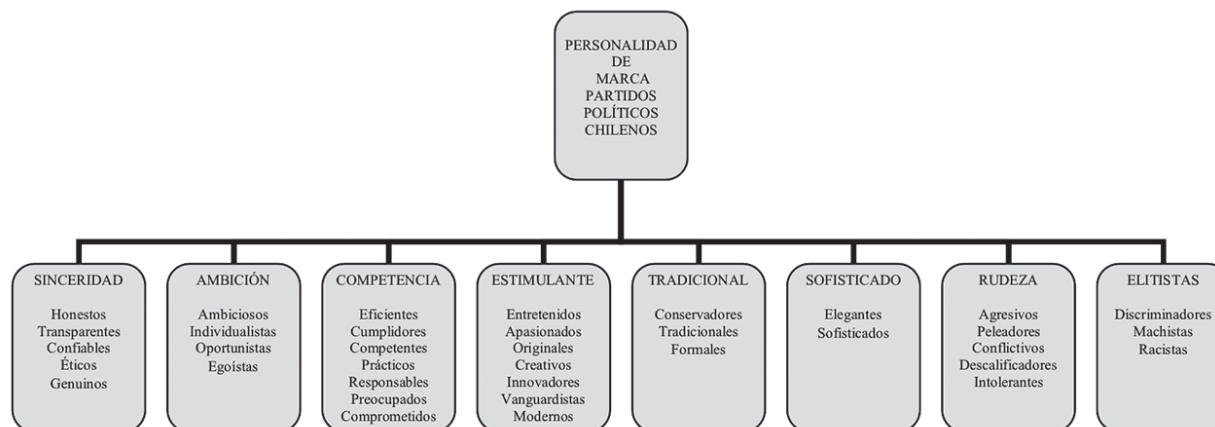 PERSONALIDAD
DE
MARCA
PARTIDOS
POLÍTICOS
CHILENOS
SINCERIDAD
Honestos
Transparentes
Confiables
Éticos
Genuinos
AMBICIÓN
Ambiciosos
Individualistas
Oportunistas
Egoístas
COMPETENCIA
Eficientes
Cumplidores
Competentes
Prácticos
Responsables
Preocupados
Comprometidos
ESTIMULANTE
Entretenidos
Apasionados
Originales
Creativos
Innovadores
Vanguardistas
Modernos
TRADICIONAL
Conservadores
Tradicionales
Formales
SOFISTICADO
Elegantes
Sofisticados
RUDEZA
Agresivos
Peleadores
Conflictivos
Descalificadores
Intolerantes
ELITISTAS
Discriminadores
Machistas
Racistas